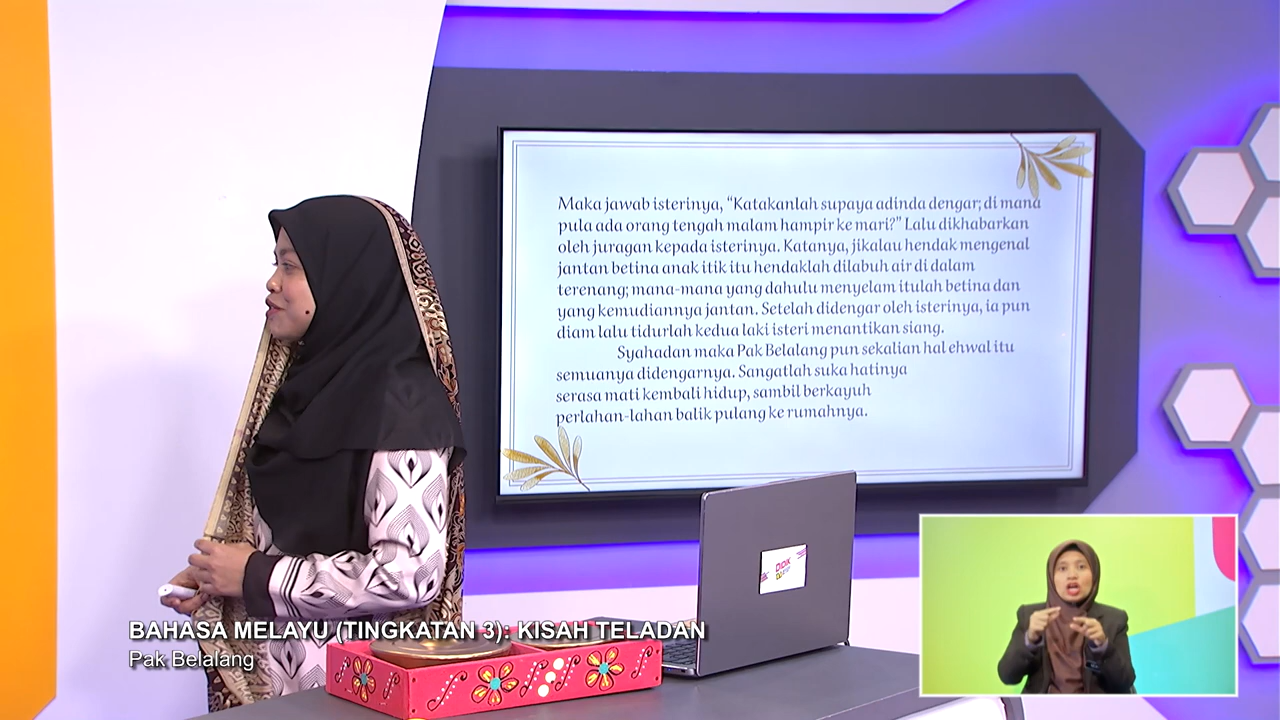 Maka jawab isterinya, “Katakanlah supaya adinda dengar; di mana
pula ada orang tengah malam hampir ke mari?” Lalu dikhabarkan
oleh juragan kepada isterinya. Katanya, jikalau hendak mengenal
jantan betina anak itik itu hendaklah dilabuh air di dalam
terenang; mana-mana yang dahulu menyelam itulah betina dan
yang kemudiannya jantan. Setelah didengar oleh isterinya, ia pun
diam lalu tidurlah kedua laki isteri menantikan siang.
Syahadan maka Pak Belalang pun sekalian hal ehwal itu
semuanya didengarnya. Sangatlah suka hatinya
serasa mati kembali hidup, sambil berkayuh
perlahan-lahan balik pulang ke rumahnya.
DIDIK
BAHASA MELAYU (TINGKATAN 3): KISAH TELADAN
Pak Belalang